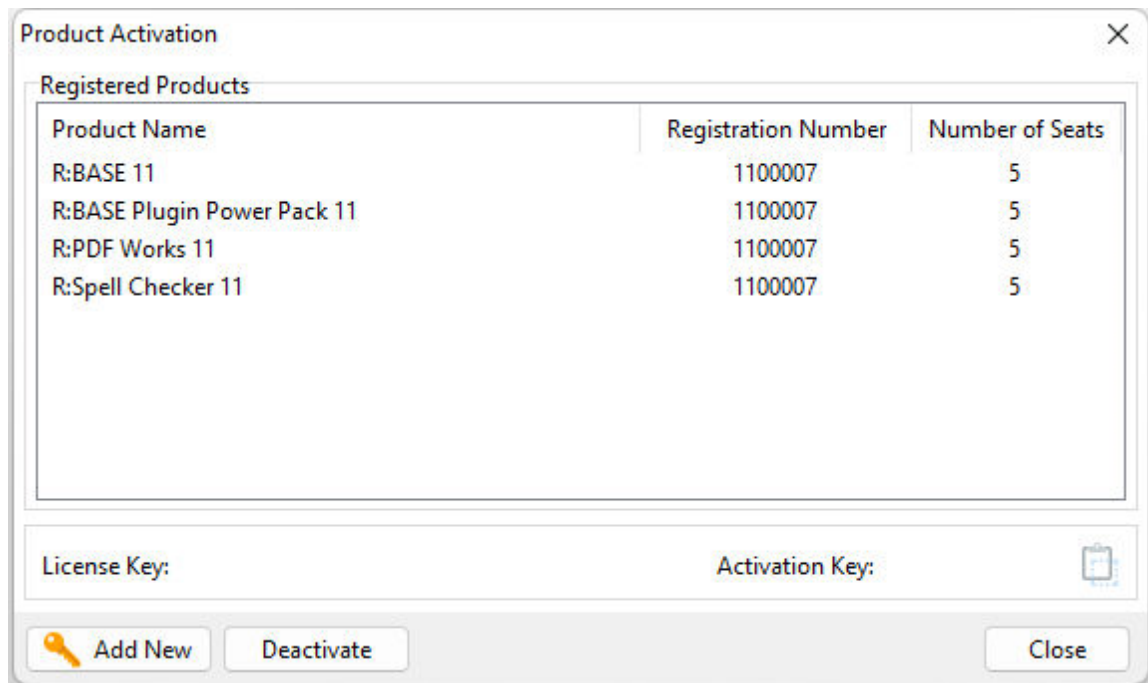 Product Activation
Registered Products
Product Name Registration Number Number of Seats
R:BASE 11 1100007 5
R:BASE Plugin Power Pack 11 1100007 5
R:PDF Works 11 1100007 5
R:Spell Checker 11 1100007 5
License Key: Activation Key:
Add New Deactivate Close